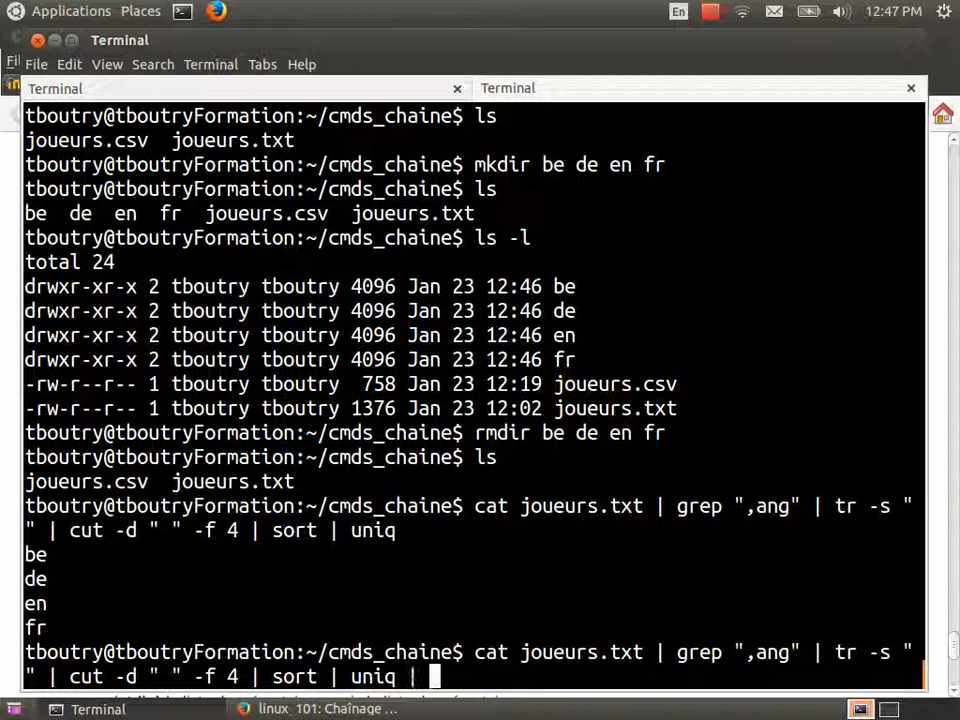 Applications Places En 12:47 PM
Terminal
File Edit View Search Terminal Tabs Help
Terminal × Terminal ×
tboutry@tboutryFormation:~/cmds_chaine$ ls
joueurs.csv  joueurs.txt
tboutry@tboutryFormation:~/cmds_chaine$ mkdir be de en fr
tboutry@tboutryFormation:~/cmds_chaine$ ls
be  de  en  fr  joueurs.csv  joueurs.txt
tboutry@tboutryFormation:~/cmds_chaine$ ls -l
total 24
drwxr-xr-x 2 tboutry tboutry 4096 Jan 23 12:46 be
drwxr-xr-x 2 tboutry tboutry 4096 Jan 23 12:46 de
drwxr-xr-x 2 tboutry tboutry 4096 Jan 23 12:46 en
drwxr-xr-x 2 tboutry tboutry 4096 Jan 23 12:46 fr
-rw-r--r-- 1 tboutry tboutry  758 Jan 23 12:19 joueurs.csv
-rw-r--r-- 1 tboutry tboutry 1376 Jan 23 12:02 joueurs.txt
tboutry@tboutryFormation:~/cmds_chaine$ rmdir be de en fr
tboutry@tboutryFormation:~/cmds_chaine$ ls
joueurs.csv  joueurs.txt
tboutry@tboutryFormation:~/cmds_chaine$ cat joueurs.txt | grep ",ang" | tr -s "
" | cut -d " " -f 4 | sort | uniq
be
de
en
fr
tboutry@tboutryFormation:~/cmds_chaine$ cat joueurs.txt | grep ",ang" | tr -s "
" | cut -d " " -f 4 | sort | uniq |
Terminal linux_101: Chaînage ...